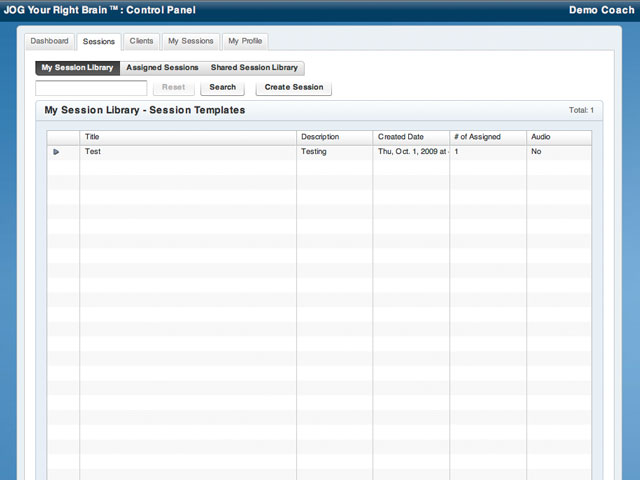 JOG Your Right Brain ™ : Control Panel Demo Coach
Dashboard Sessions Clients My Sessions My Profile
My Session Library Assigned Sessions Shared Session Library
Reset Search Create Session
My Session Library - Session Templates Total: 1
Title Description Created Date # of Assigned Audio
Test Testing Thu, Oct. 1, 2009 at 1 No